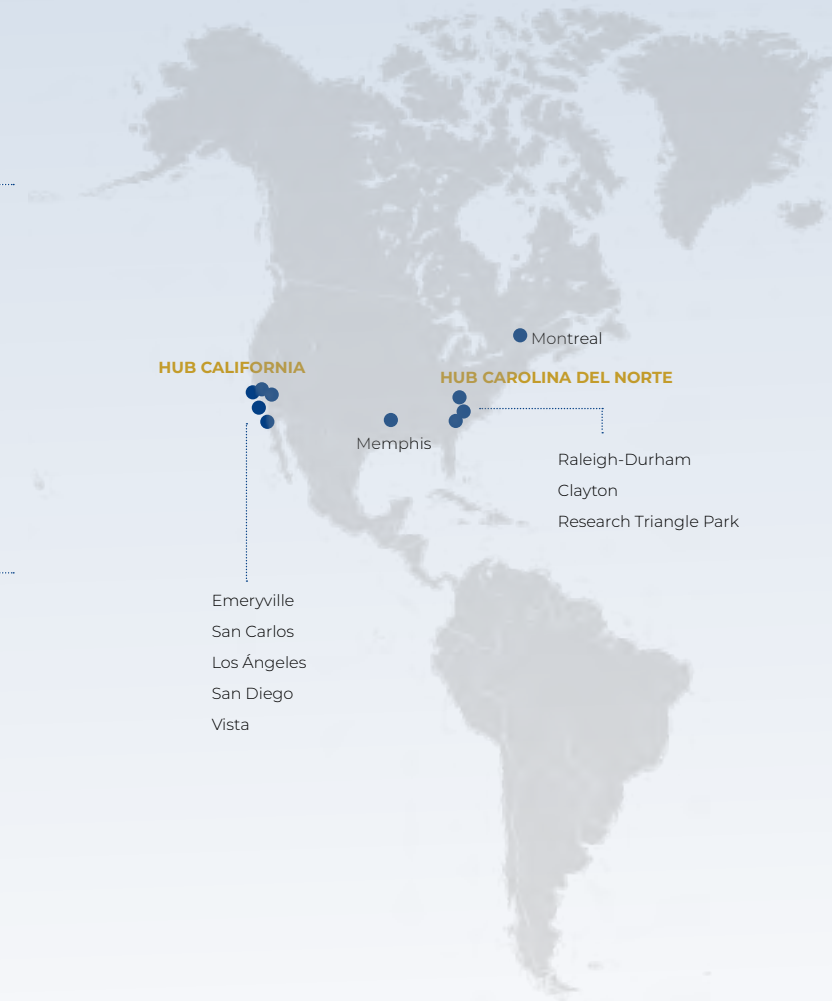 Montreal
HUB CALIFORNIA
HUB CAROLINA DEL NORTE
Memphis
Raleigh-Durham
Clayton
Research Triangle Park
Emeryville
San Carlos
Los Ángeles
San Diego
Vista